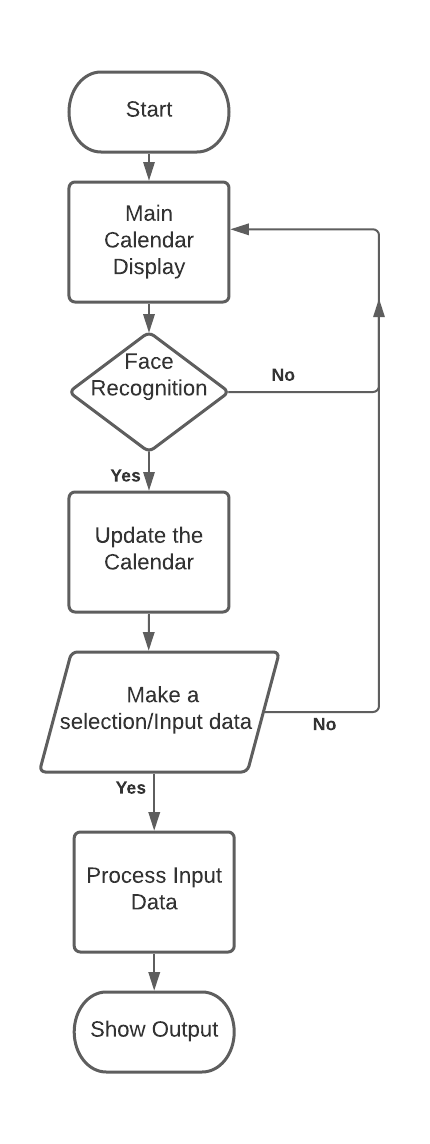 Start
Main
Calendar
Display
Face
Recognition
No
Yes
Update the
Calendar
Make a
selection/Input data
No
Yes
Process Input
Data
Show Output